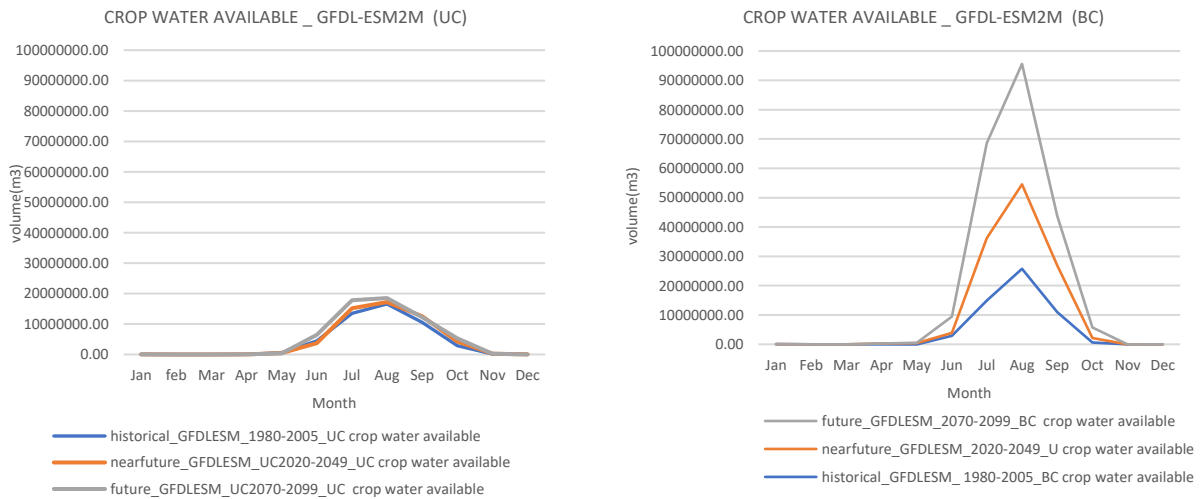 CROP WATER AVAILABLE _ GFDL-ESM2M (UC)
100000000.00
90000000.00
80000000.00
70000000.00
60000000.00
50000000.00
40000000.00
30000000.00
20000000.00
10000000.00
0.00
volume(m3)
Jan feb Mar Apr May Jun Jul Aug Sep Oct Nov Dec
Month
historical_GFDLESM_1980-2005_UC crop water available
nearfuture_GFDLESM_UC2020-2049_UC crop water available
future_GFDLESM_UC2070-2099_UC crop water available
CROP WATER AVAILABLE _ GFDL-ESM2M (BC)
100000000.00
90000000.00
80000000.00
70000000.00
60000000.00
50000000.00
40000000.00
30000000.00
20000000.00
10000000.00
0.00
volume(m3)
Jan Feb Mar Apr May Jun Jul Aug Sep Oct Nov Dec
Month
future_GFDLESM_2070-2099_BC crop water available
nearfuture_GFDLESM_2020-2049_U crop water available
historical_GFDLESM_ 1980-2005_BC crop water available